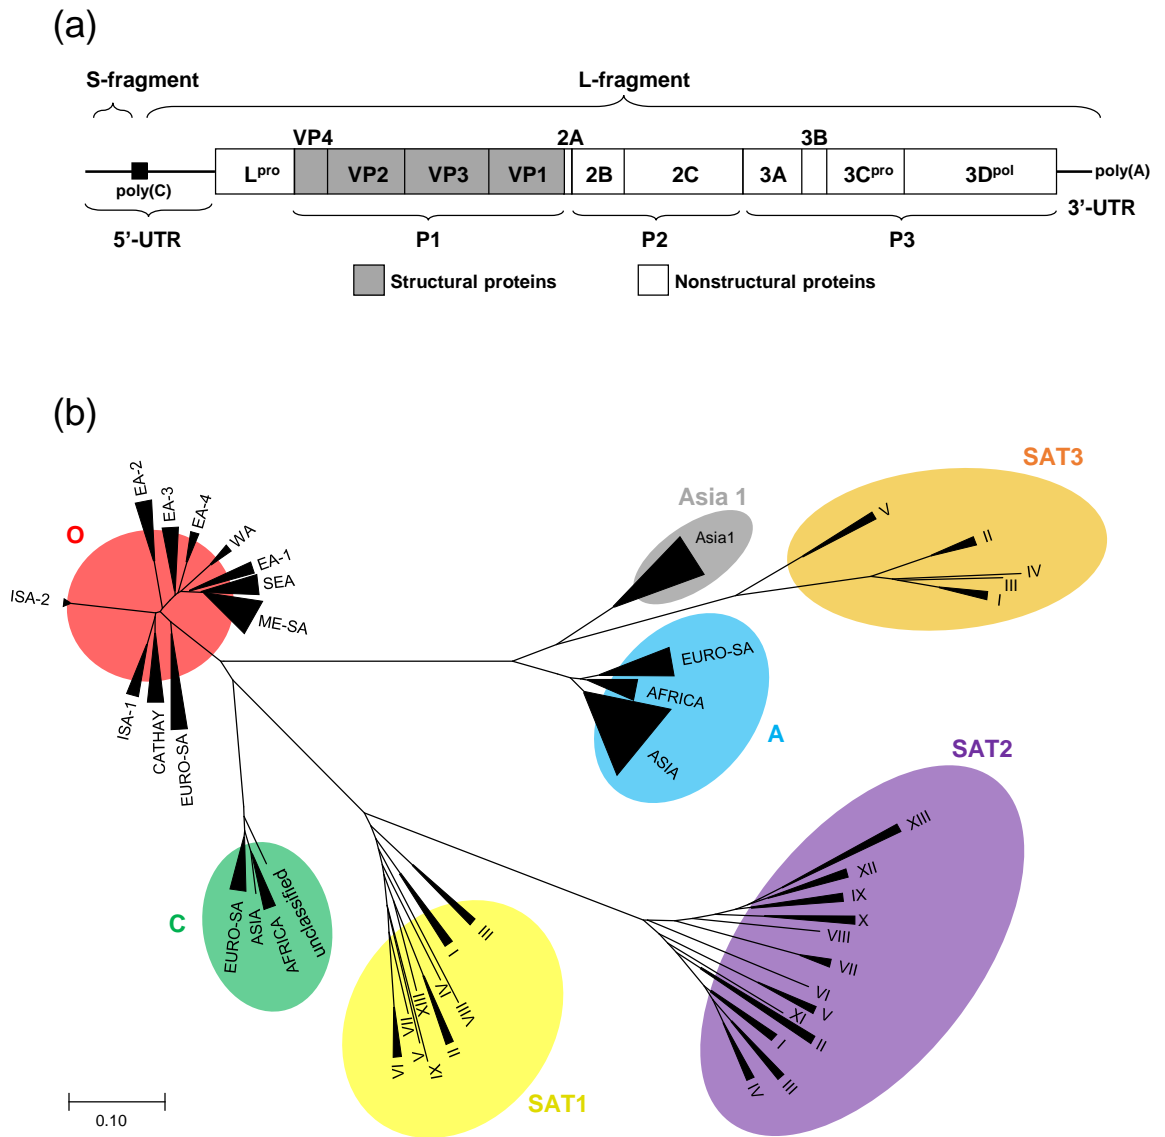 (a)
S-fragment L-fragment
VP4 2A 3B
Lpro VP2 VP3 VP1 2B 2C 3A 3Cpro 3Dpol poly(A)
poly(C)
5’-UTR P1 P2 P3 3’-UTR
Structural proteins Nonstructural proteins
(b)
O
EA-2
EA-3
EA-4
WA
EA-1
SEA
ME-SA
ISA-2
ISA-1
CATHAY
EURO-SA
Asia 1
Asia1
SAT3
V
II
IV
III
I
EURO-SA
AFRICA
ASIA
A
C
EURO-SA
ASIA
AFRICA
unclassified
SAT1
III
I
VIII
IV
II
XIII
VII
IX
V
VI
SAT2
XIII
XII
IX
X
VIII
VII
VI
V
XI
II
I
III
IV
0.10